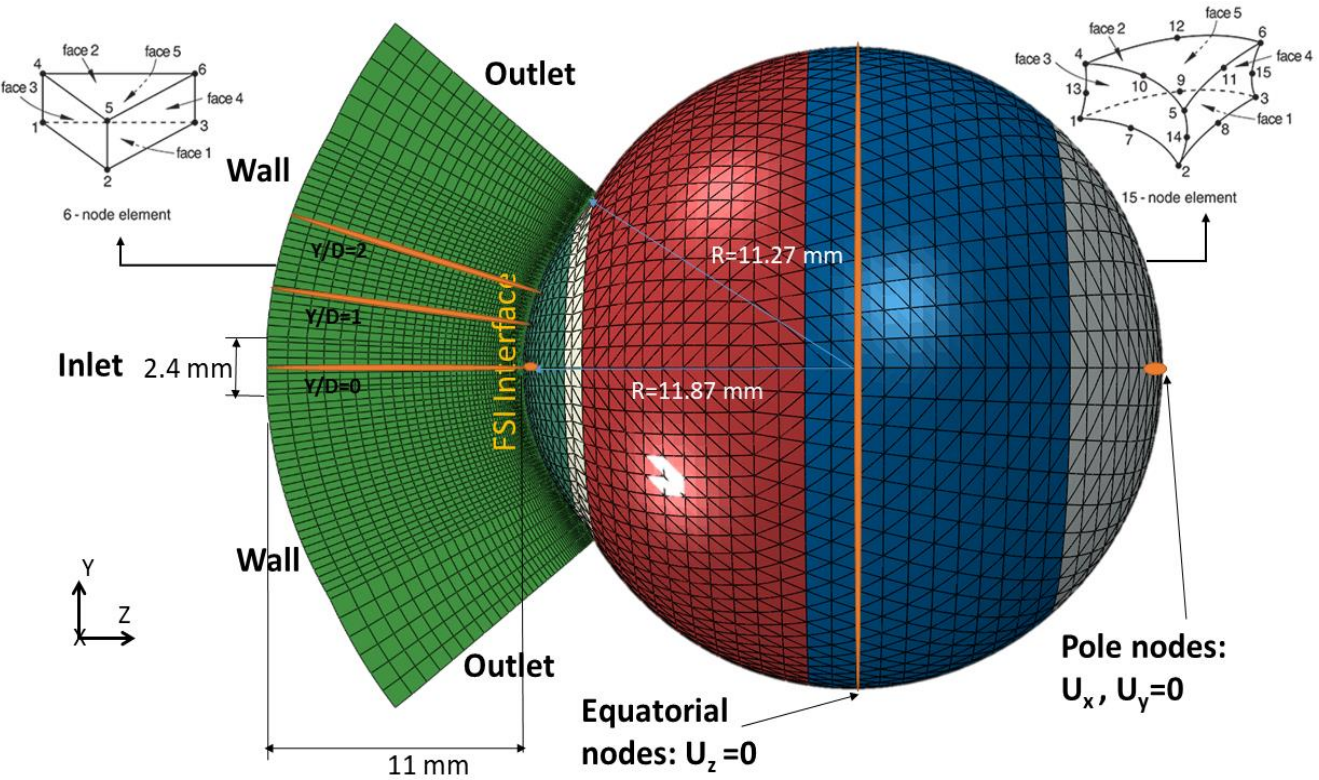 face 2
face 5
4
6
face 3
face 4
5
1
3
face 1
2
6 - node element
Outlet
Wall
Y/D=2
Y/D=1
Y/D=0
Inlet
2.4 mm
FSI Interface
R=11.27 mm
R=11.87 mm
Wall
Outlet
11 mm
Y
Z
X
12
face 5
face 2
6
4
face 3
face 4
11
15
10
9
13
5
3
1
face 1
14
8
7
2
15 - node element
Equatorial
nodes: Uz =0
Pole nodes:
Ux , Uy=0